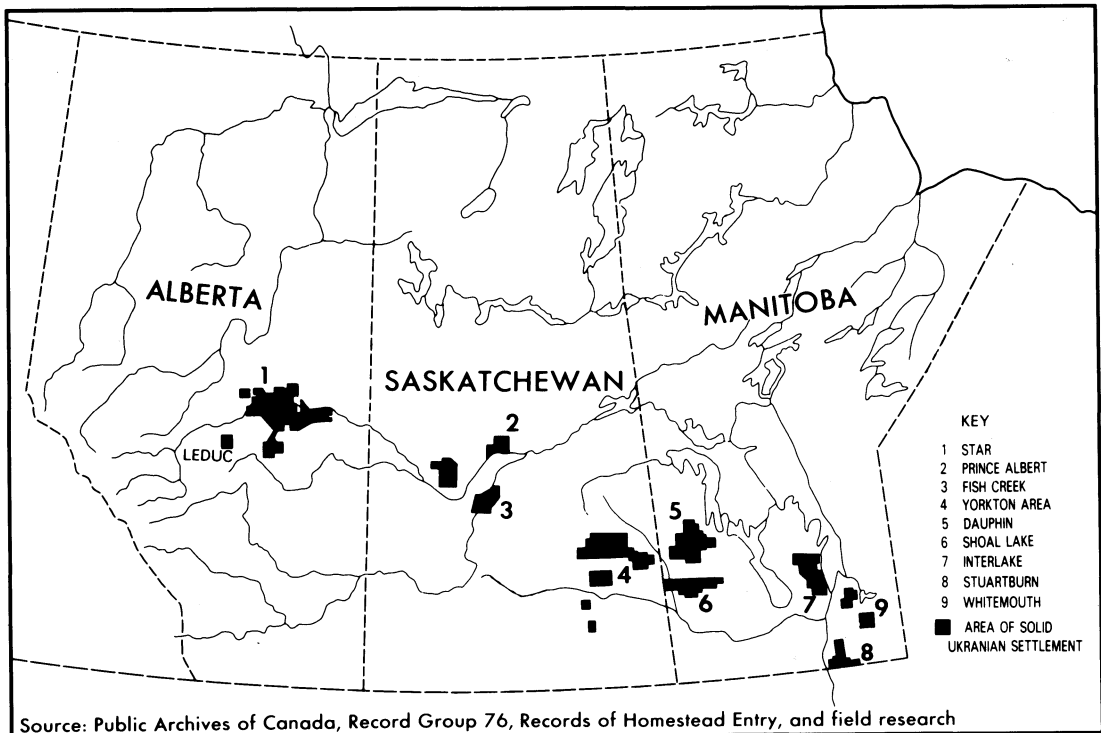 ALBERTA
MANITOBA
SASKATCHEWAN
1
2
LEDUC
3
5
4
6
7
9
8
KEY
1 STAR
2 PRINCE ALBERT
3 FISH CREEK
4 YORKTON AREA
5 DAUPHIN
6 SHOAL LAKE
7 INTERLAKE
8 STUARTBURN
9 WHITEMOUTH
AREA OF SOLID
UKRANIAN SETTLEMENT
Source: Public Archives of Canada, Record Group 76, Records of Homestead Entry, and field research